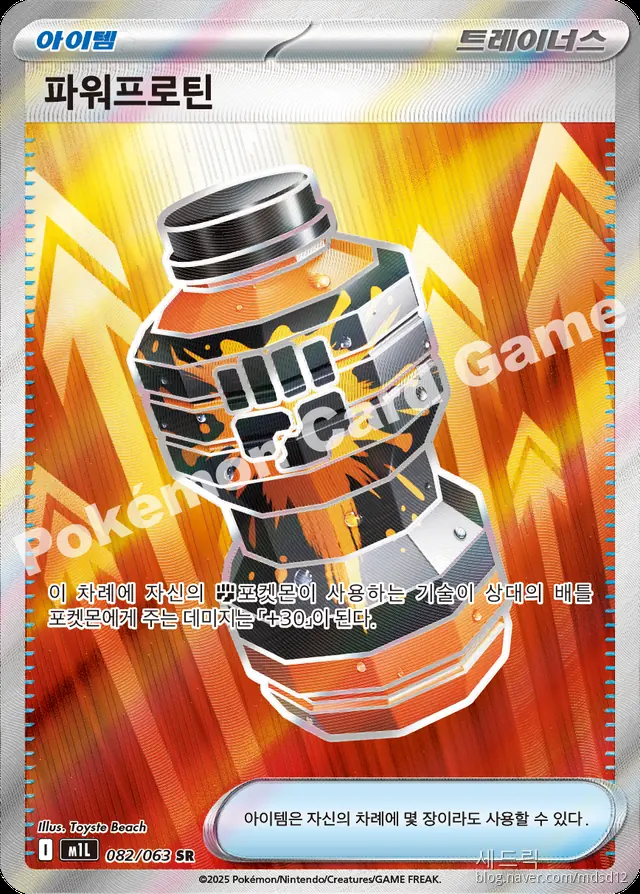 아이템
트레이너스
파워프로틴
Pokémon Card Game
이 차례에 자신의 포켓몬이 사용하는 기술이 상대의 배틀
포켓몬에게 주는 데미지는 「+30」이 된다.
아이템은 자신의 차례에 몇 장이라도 사용할 수 있다.
Illus. Toyste Beach
I m1L 082/063 SR
©2025 Pokémon/Nintendo/Creatures/GAME FREAK.
세드릭
blog.naver.com/mdsd12